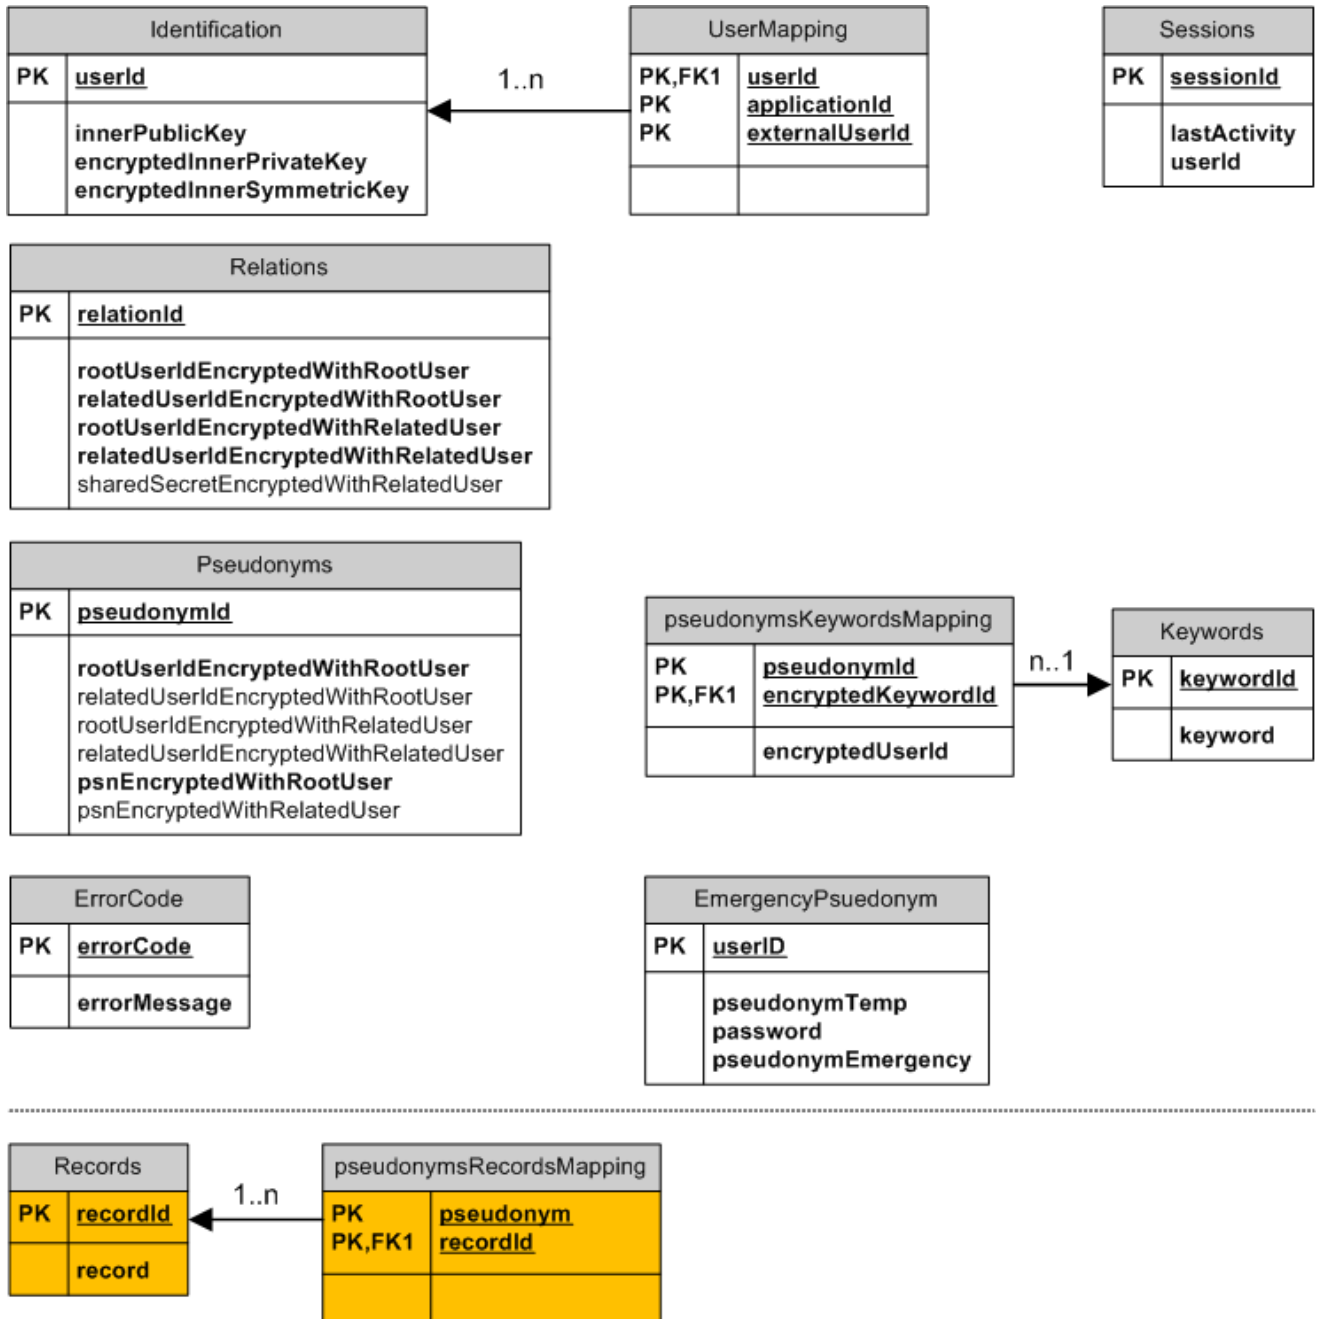 Identification
PK userId
innerPublicKey
encryptedInnerPrivateKey
encryptedInnerSymmetricKey
1..n
UserMapping
PK,FK1 userId
PK applicationId
PK externalUserId
Sessions
PK sessionId
lastActivity
userId
Relations
PK relationId
rootUserIdEncryptedWithRootUser
relatedUserIdEncryptedWithRootUser
rootUserIdEncryptedWithRelatedUser
relatedUserIdEncryptedWithRelatedUser
sharedSecretEncryptedWithRelatedUser
Pseudonyms
PK pseudonymId
rootUserIdEncryptedWithRootUser
relatedUserIdEncryptedWithRootUser
rootUserIdEncryptedWithRelatedUser
relatedUserIdEncryptedWithRelatedUser
psnEncryptedWithRootUser
psnEncryptedWithRelatedUser
pseudonymsKeywordsMapping
PK pseudonymId
PK,FK1 encryptedKeywordId
encryptedUserId
n..1
Keywords
PK keywordId
keyword
ErrorCode
PK errorCode
errorMessage
EmergencyPsuedonym
PK userID
pseudonymTemp
password
pseudonymEmergency
Records
PK recordId
record
1..n
pseudonymsRecordsMapping
PK pseudonym
PK,FK1 recordId